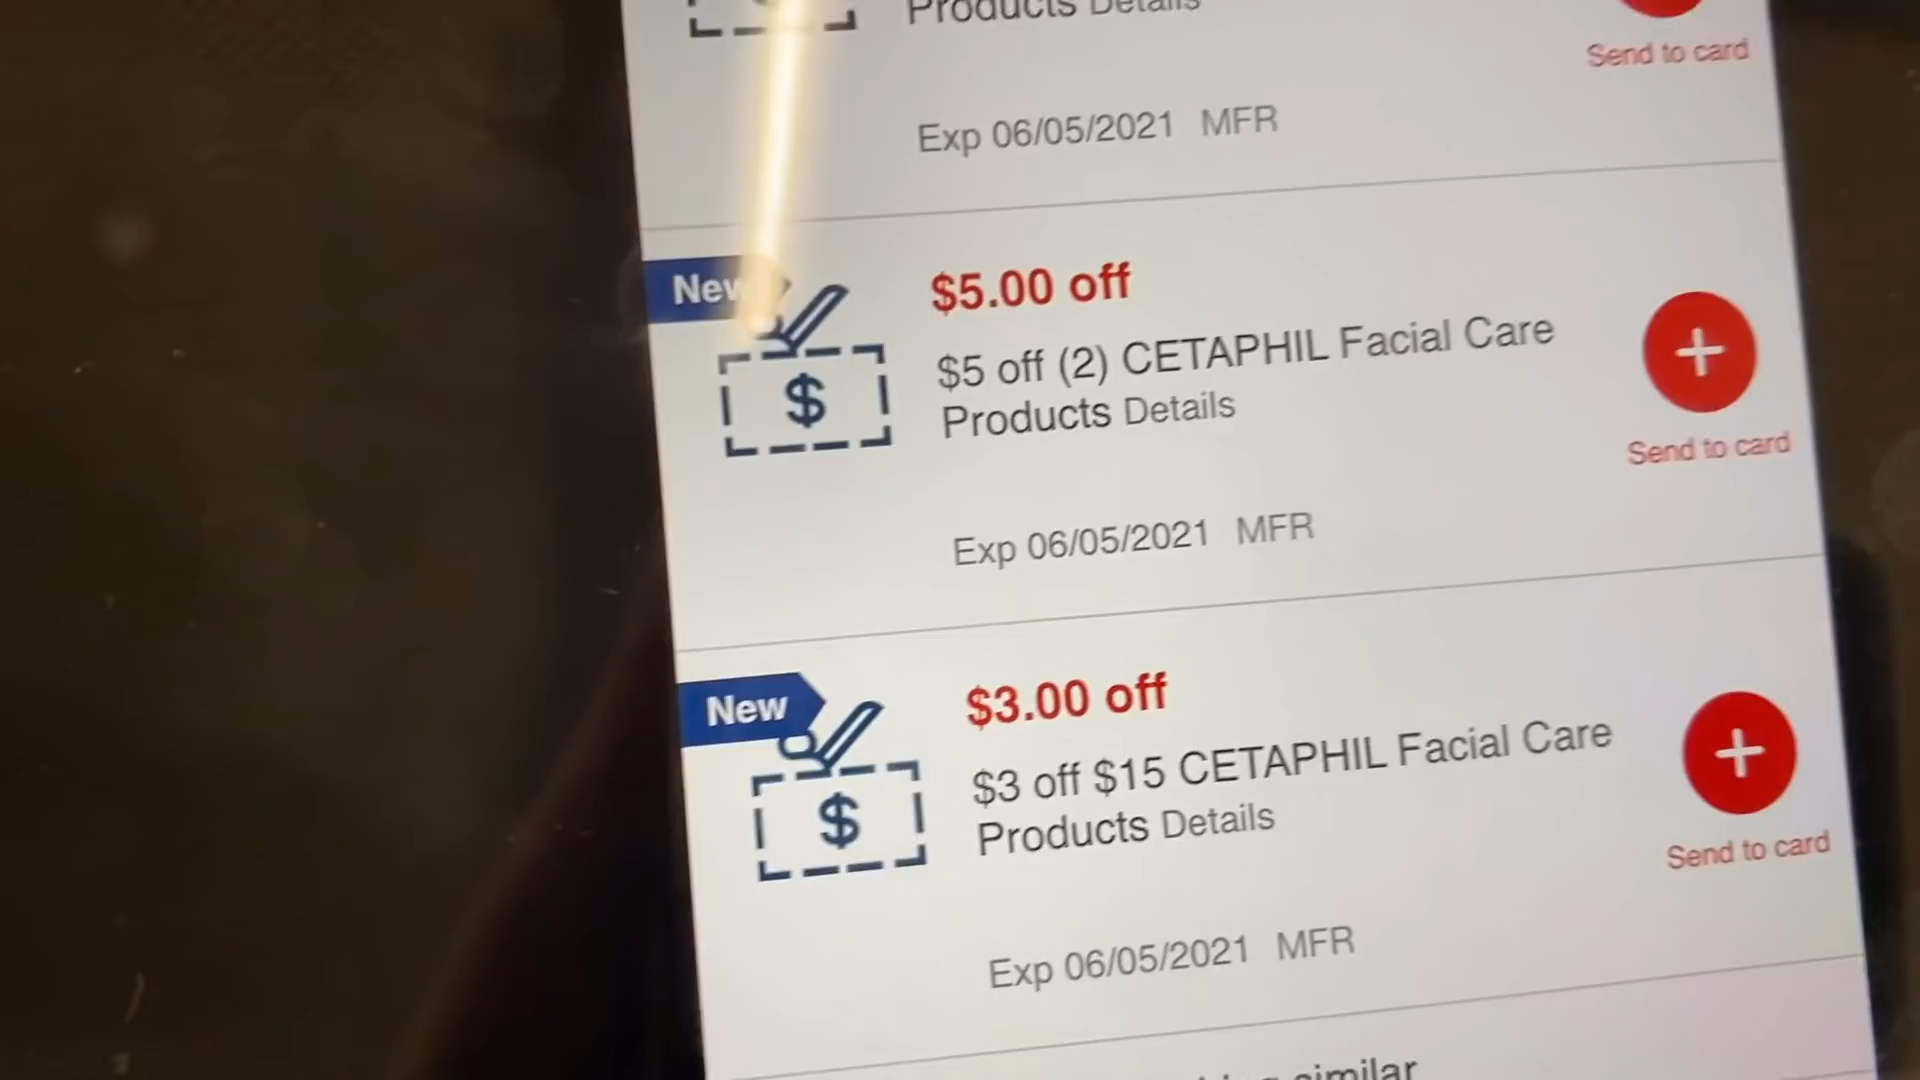 Products Details
Send to card
Exp 06/05/2021 MFR
New
$5.00 off
$5 off (2) CETAPHIL Facial Care
Products Details
Send to card
Exp 06/05/2021 MFR
New
$3.00 off
$3 off $15 CETAPHIL Facial Care
Products Details
Send to card
Exp 06/05/2021 MFR
similar